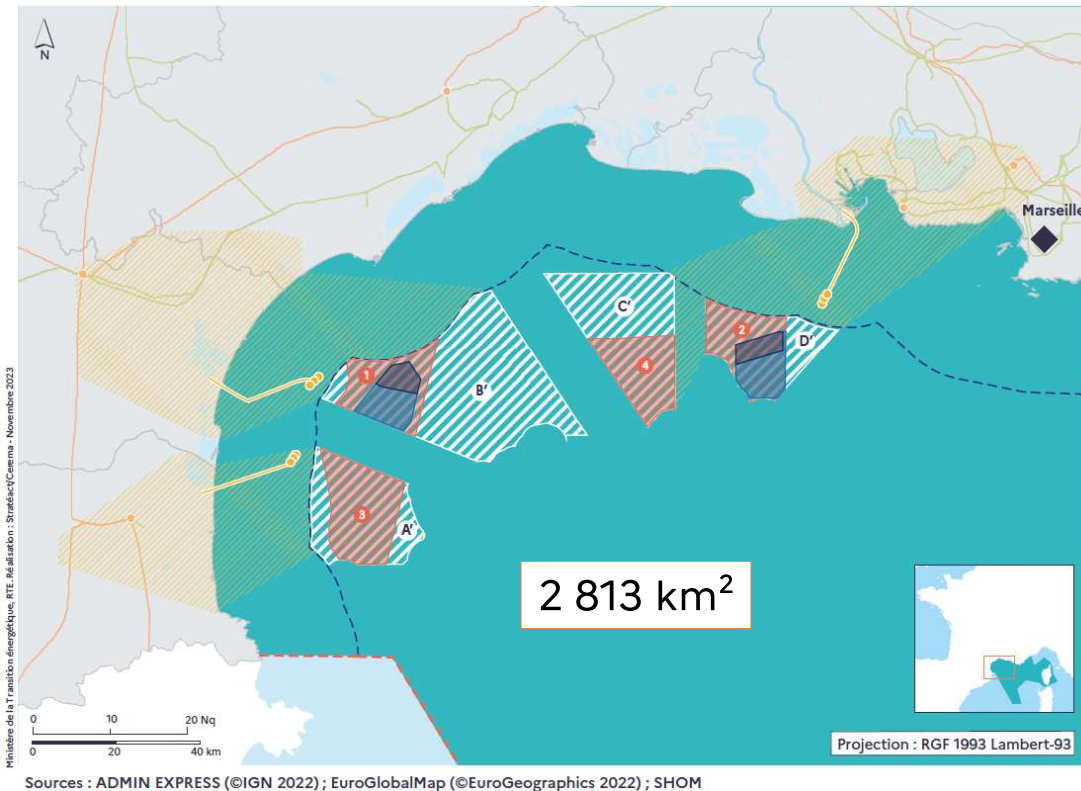 N
Marseille
C'
2
D'
1
B'
4
3
A'
2 813 km²
0 10 20 Nq
0 20 40 km
Projection : RGF 1993 Lambert-93
Ministère de la Transition énergétique, RTE. Réalisation : Stratéact/Cerema - Novembre 2023
Sources : ADMIN EXPRESS (©IGN 2022) ; EuroGlobalMap (©EuroGeographics 2022) ; SHOM